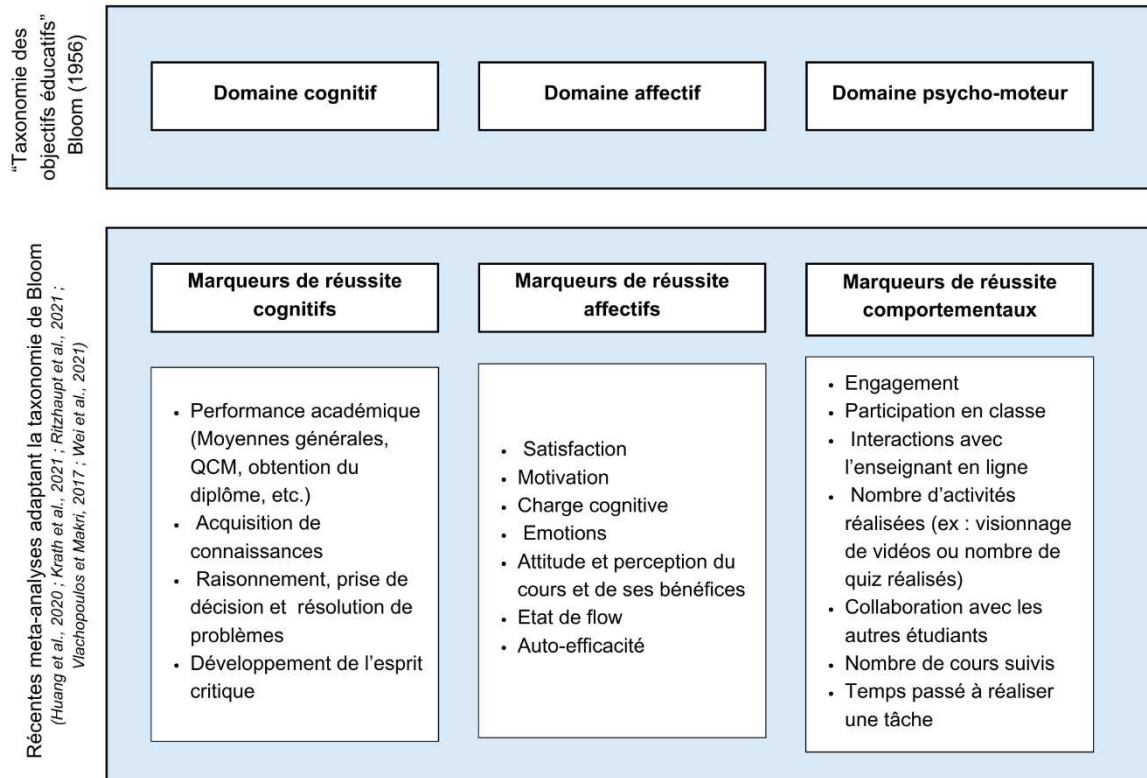 “Taxonomie des
objectifs éducatifs”
Bloom (1956)
Domaine cognitif
Domaine affectif
Domaine psycho-moteur
Récentes meta-analyses adaptant la taxonomie de Bloom
(Huang et al., 2020 ; Krath et al., 2021 ; Ritzhaupt et al., 2021 ;
Vlachopoulos et Makri, 2017 ; Wei et al., 2021)
Marqueurs de réussite
cognitifs
• Performance académique
(Moyennes générales,
QCM, obtention du
diplôme, etc.)
• Acquisition de
connaissances
• Raisonnement, prise de
décision et résolution de
problèmes
• Développement de l’esprit
critique
Marqueurs de réussite
affectifs
• Satisfaction
• Motivation
• Charge cognitive
• Emotions
• Attitude et perception du
cours et de ses bénéfices
• Etat de flow
• Auto-efficacité
Marqueurs de réussite
comportementaux
• Engagement
• Participation en classe
• Interactions avec
l’enseignant en ligne
• Nombre d’activités
réalisées (ex : visionnage
de vidéos ou nombre de
quiz réalisés)
• Collaboration avec les
autres étudiants
• Nombre de cours suivis
• Temps passé à réaliser
une tâche